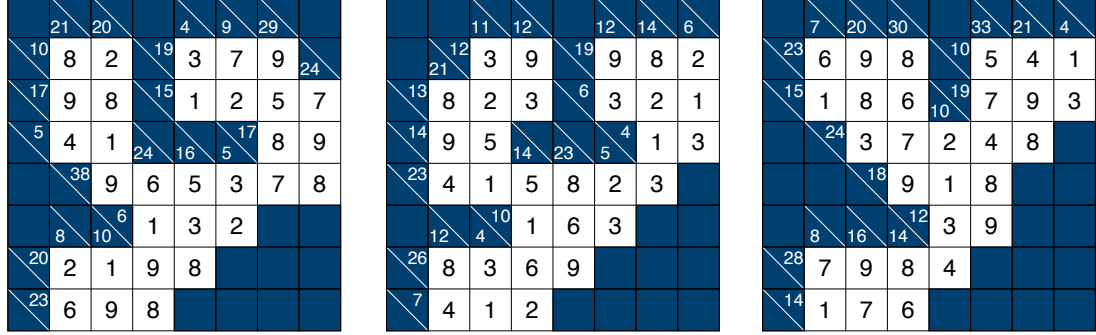 21 20 4 9 29
10 8 2 19 3 7 9 24
17 9 8 15 1 2 5 7
5 4 1 24 16 17 5 8 9
38 9 6 5 3 7 8
8 6 10 1 3 2
20 2 1 9 8
23 6 9 8
11 12 12 14 6
12 21 3 9 19 9 8 2
13 8 2 3 6 3 2 1
14 9 5 14 23 4 5 1 3
23 4 1 5 8 2 3
12 10 4 1 6 3
26 8 3 6 9
7 4 1 2
7 20 30 33 21 4
23 6 9 8 10 5 4 1
15 1 8 6 19 10 7 9 3
24 3 7 2 4 8
18 9 1 8
8 16 12 14 3 9
28 7 9 8 4
14 1 7 6